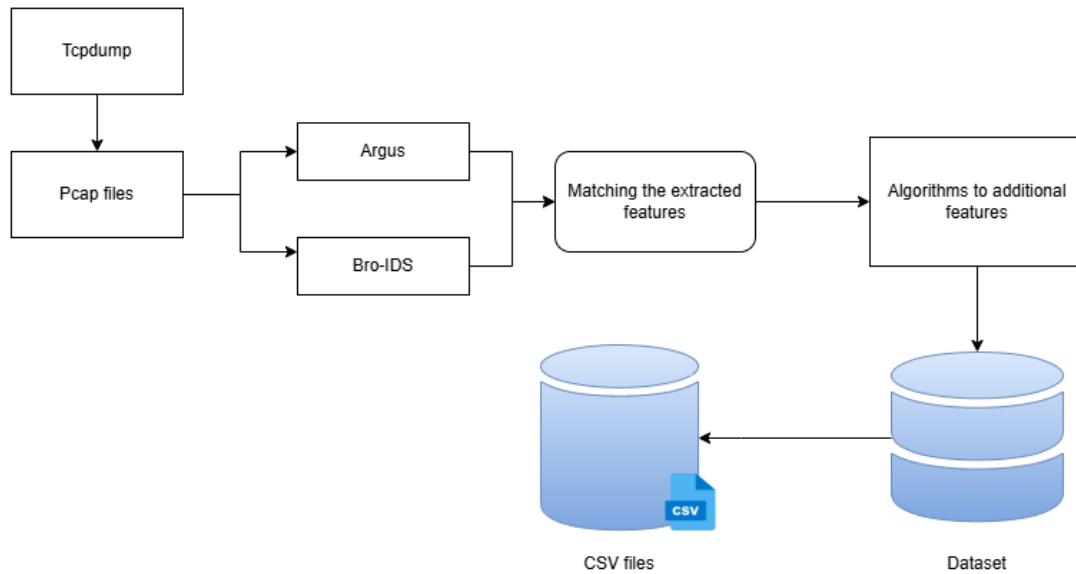 Tcpdump
Pcap files
Argus
Bro-IDS
Matching the extracted
features
Algorithms to additional
features
CSV
CSV files
Dataset